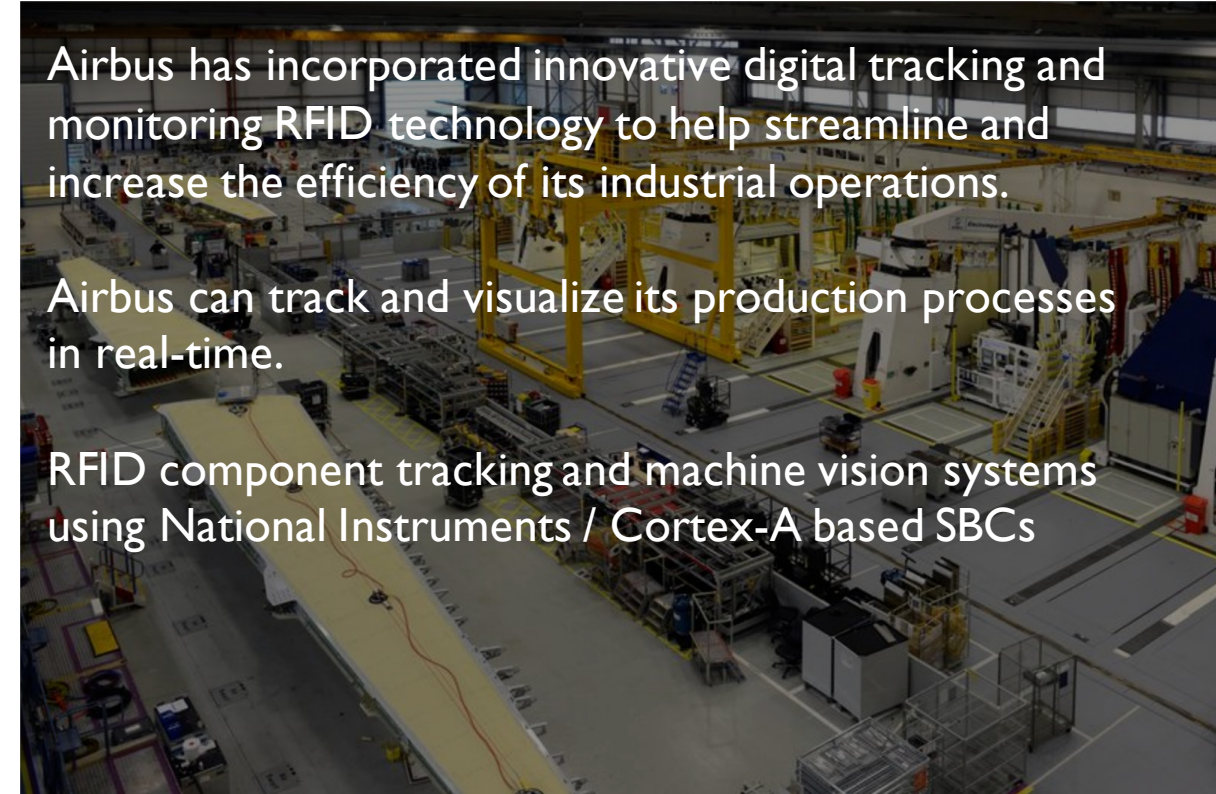 Airbus has incorporated innovative digital tracking and
monitoring RFID technology to help streamline and
increase the efficiency of its industrial operations.
Airbus can track and visualize its production processes
in real-time.
RFID component tracking and machine vision systems
using National Instruments / Cortex-A based SBCs